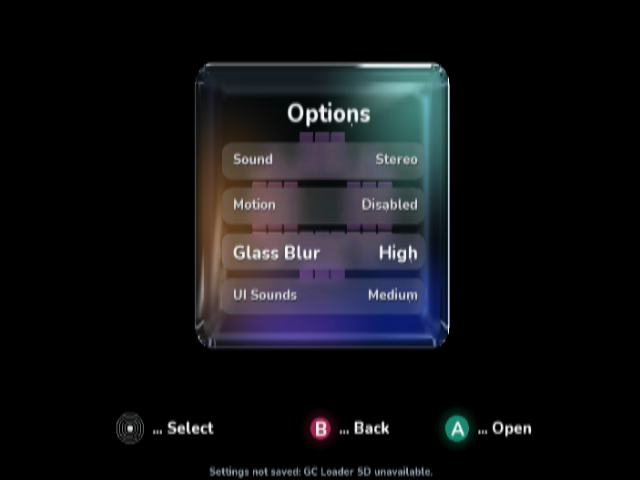 Options
Sound Stereo
Motion Disabled
Glass Blur High
UI Sounds Medium
... Select B ... Back A ... Open
Settings not saved: GC Loader SD unavailable.